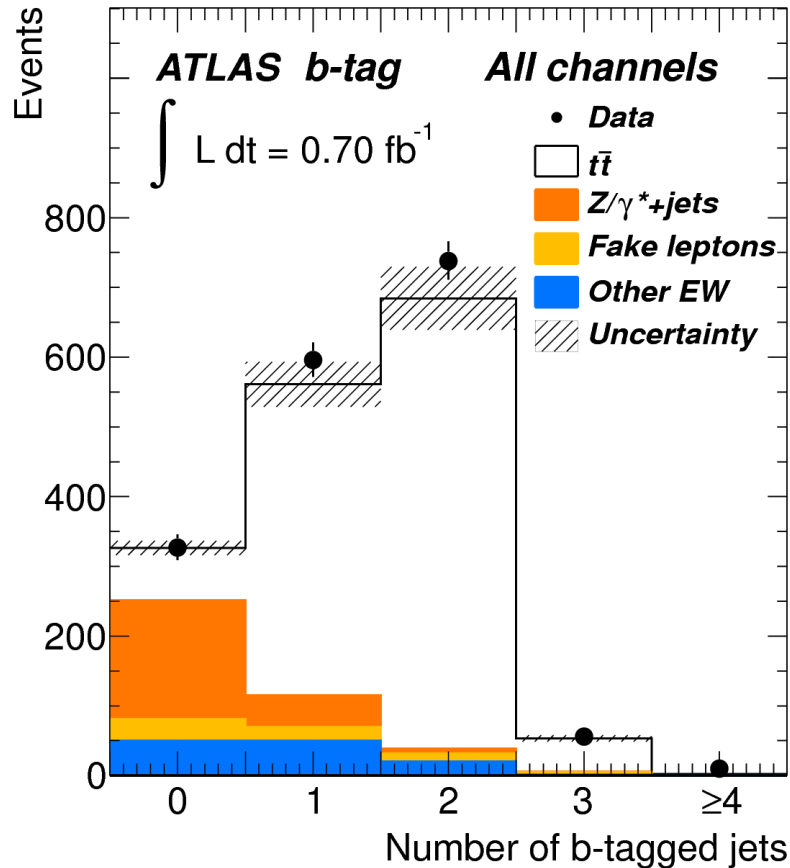 Events
ATLAS b-tag All channels
∫ L dt = 0.70 fb⁻¹
Data
tt̄
Z/γ*+jets
Fake leptons
Other EW
Uncertainty
800
600
400
200
0
0 1 2 3 ≥4
Number of b-tagged jets